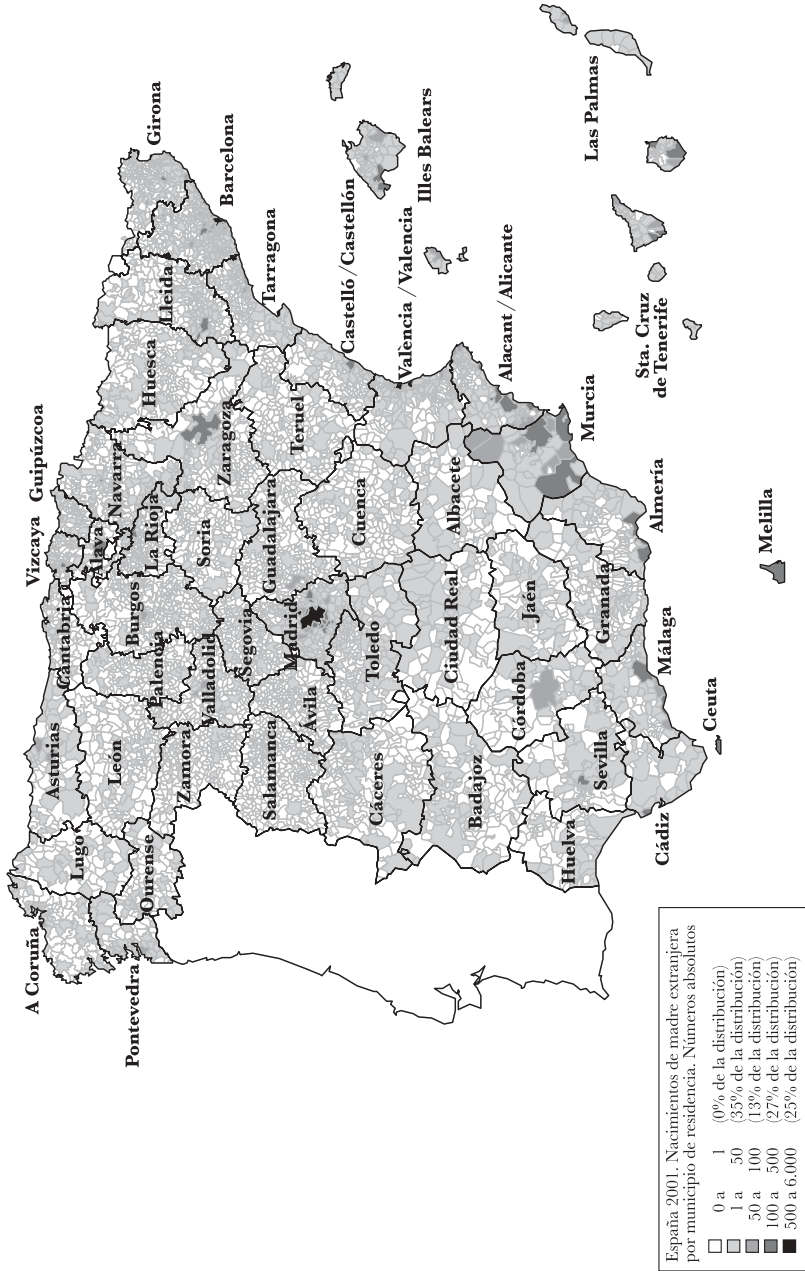 A Coruña
Lugo
Asturias
Cantabria
Vizcaya
Guipúzcoa
Pontevedra
Ourense
León
Palencia
Burgos
Alava
Navarra
La Rioja
Huesca
Lleida
Girona
Barcelona
Zamora
Valladolid
Soria
Zaragoza
Tarragona
Salamanca
Segovia
Guadalajara
Teruel
Ávila
Madrid
Castelló / Castellón
Cáceres
Toledo
Cuenca
València / Valencia
Illes Balears
Badajoz
Ciudad Real
Albacete
Alacant / Alicante
Huelva
Sevilla
Córdoba
Jaén
Murcia
Cádiz
Málaga
Granada
Almería
Ceuta
Melilla
Sta. Cruz
de Tenerife
Las Palmas
España 2001. Nacimientos de madre extranjera
por municipio de residencia. Números absolutos
0 a 1 (0% de la distribución)
1 a 50 (35% de la distribución)
50 a 100 (13% de la distribución)
100 a 500 (27% de la distribución)
500 a 6.000 (25% de la distribución)